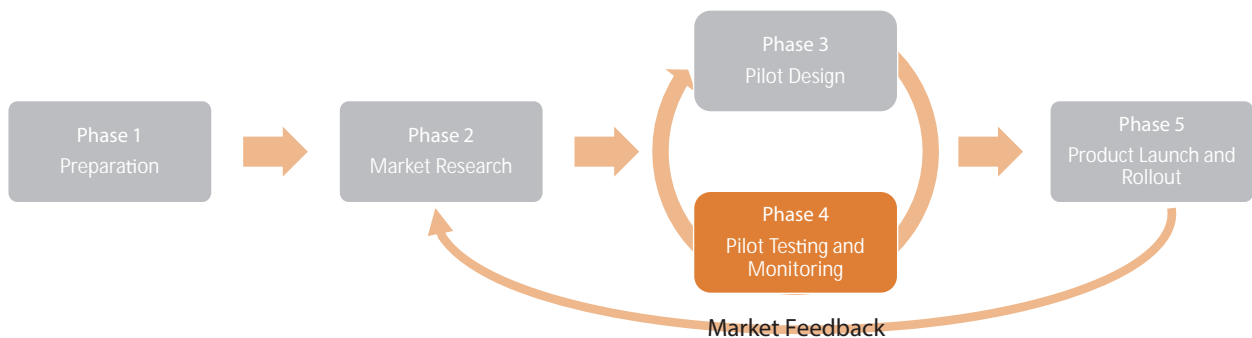 Phase 1
Preparation
Phase 2
Market Research
Phase 3
Pilot Design
Phase 4
Pilot Testing and
Monitoring
Phase 5
Product Launch and
Rollout
Market Feedback